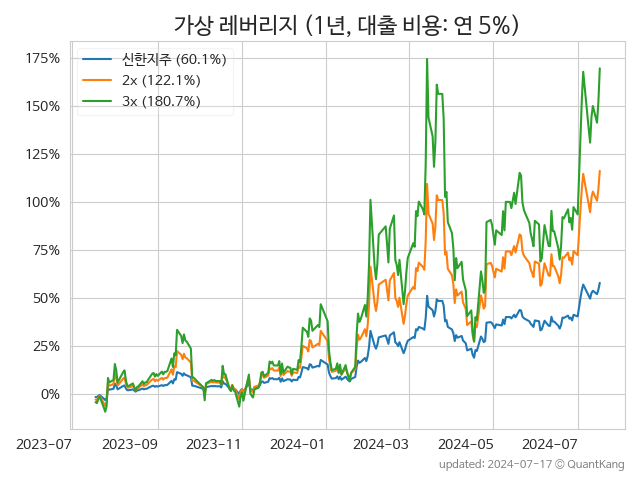 가상 레버리지 (1년, 대출 비용: 연 5%)
신한지주 (60.1%)
2x (122.1%)
3x (180.7%)
175%
150%
125%
100%
75%
50%
25%
0%
2023-07 2023-09 2023-11 2024-01 2024-03 2024-05 2024-07
updated: 2024-07-17 © QuantKang